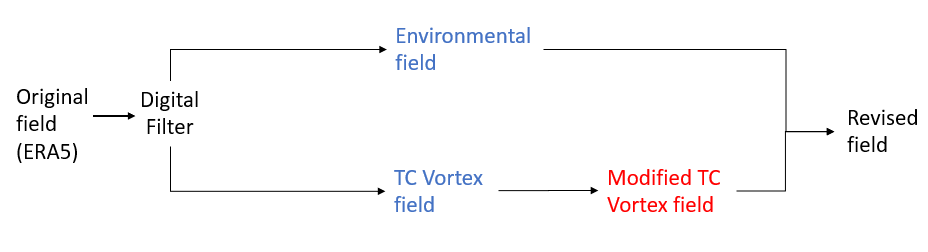 Environmental
field
Original
field
(ERA5)
Digital
Filter
Revised
field
TC Vortex
field
Modified TC
Vortex field